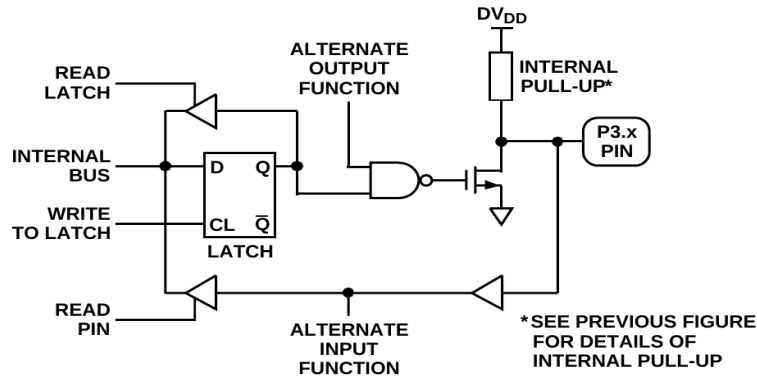 DVDD
ALTERNATE
OUTPUT
FUNCTION
READ
LATCH
INTERNAL
PULL-UP*
P3.x
PIN
INTERNAL
BUS
D
Q
WRITE
TO LATCH
CL
Q̅
LATCH
READ
PIN
ALTERNATE
INPUT
FUNCTION
*SEE PREVIOUS FIGURE
FOR DETAILS OF
INTERNAL PULL-UP